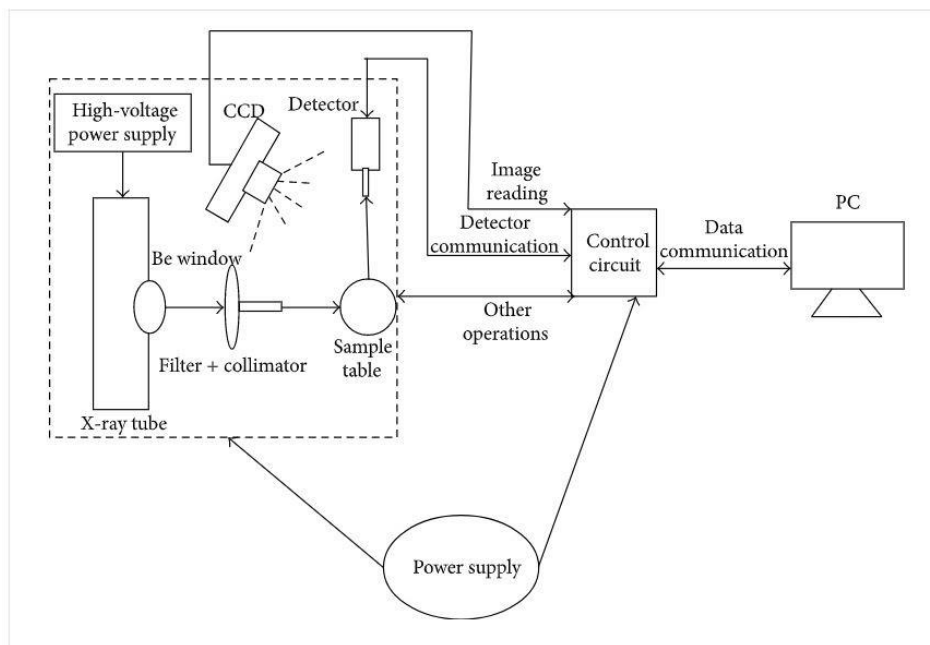 High-voltage
power supply
CCD
Detector
Be window
Filter + collimator
Sample
table
X-ray tube
Image
reading
Detector
communication
Other
operations
Control
circuit
Data
communication
PC
Power supply